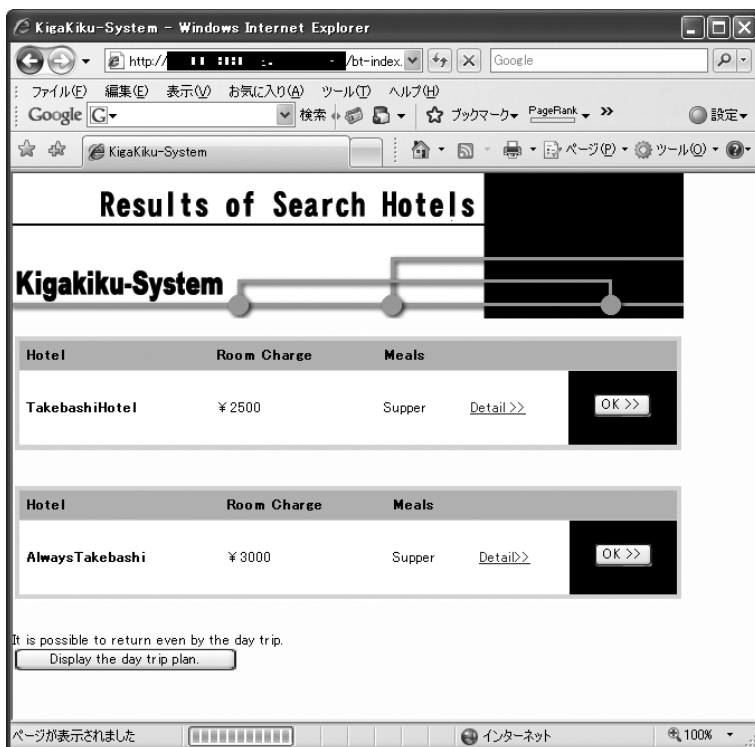 KigaKiku-System - Windows Internet Explorer
http:// /bt-index. Google
ファイル(F) 編集(E) 表示(V) お気に入り(A) ツール(T) ヘルプ(H)
Google G 検索 ブックマーク PageRank >> 設定
KigaKiku-System ページ(P) ツール(O)
Results of Search Hotels
Kigakiku-System
Hotel Room Charge Meals
TakebashiHotel ¥2500 Supper Detail >> OK >>
Hotel Room Charge Meals
AlwaysTakebashi ¥3000 Supper Detail>> OK >>
It is possible to return even by the day trip.
Display the day trip plan.
ページが表示されました インターネット 100%